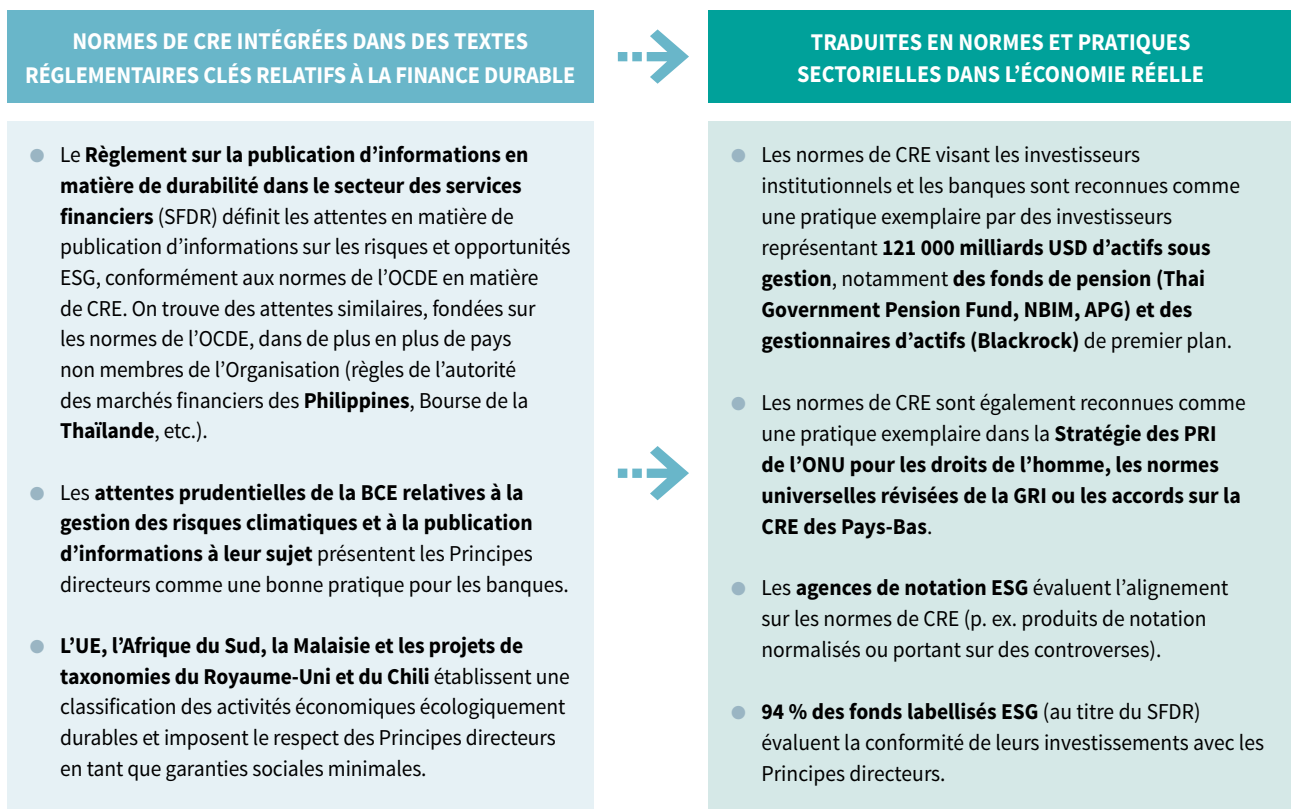 NORMES DE CRE INTÉGRÉES DANS DES TEXTES
RÉGLEMENTAIRES CLÉS RELATIFS À LA FINANCE DURABLE
● Le Règlement sur la publication d'informations en
matière de durabilité dans le secteur des services
financiers (SFDR) définit les attentes en matière de
publication d'informations sur les risques et opportunités
ESG, conformément aux normes de l'OCDE en matière
de CRE. On trouve des attentes similaires, fondées sur
les normes de l'OCDE, dans de plus en plus de pays
non membres de l'Organisation (règles de l'autorité
des marchés financiers des Philippines, Bourse de la
Thaïlande, etc.).
● Les attentes prudentielles de la BCE relatives à la
gestion des risques climatiques et à la publication
d'informations à leur sujet présentent les Principes
directeurs comme une bonne pratique pour les banques.
● L'UE, l'Afrique du Sud, la Malaisie et les projets de
taxonomies du Royaume-Uni et du Chili établissent une
classification des activités économiques écologiquement
durables et imposent le respect des Principes directeurs
en tant que garanties sociales minimales.
TRADUITES EN NORMES ET PRATIQUES
SECTORIELLES DANS L'ÉCONOMIE RÉELLE
● Les normes de CRE visant les investisseurs
institutionnels et les banques sont reconnues comme
une pratique exemplaire par des investisseurs
représentant 121 000 milliards USD d'actifs sous
gestion, notamment des fonds de pension (Thai
Government Pension Fund, NBIM, APG) et des
gestionnaires d'actifs (Blackrock) de premier plan.
● Les normes de CRE sont également reconnues comme
une pratique exemplaire dans la Stratégie des PRI
de l'ONU pour les droits de l'homme, les normes
universelles révisées de la GRI ou les accords sur la
CRE des Pays-Bas.
● Les agences de notation ESG évaluent l'alignement
sur les normes de CRE (p. ex. produits de notation
normalisés ou portant sur des controverses).
● 94 % des fonds labellisés ESG (au titre du SFDR)
évaluent la conformité de leurs investissements avec les
Principes directeurs.